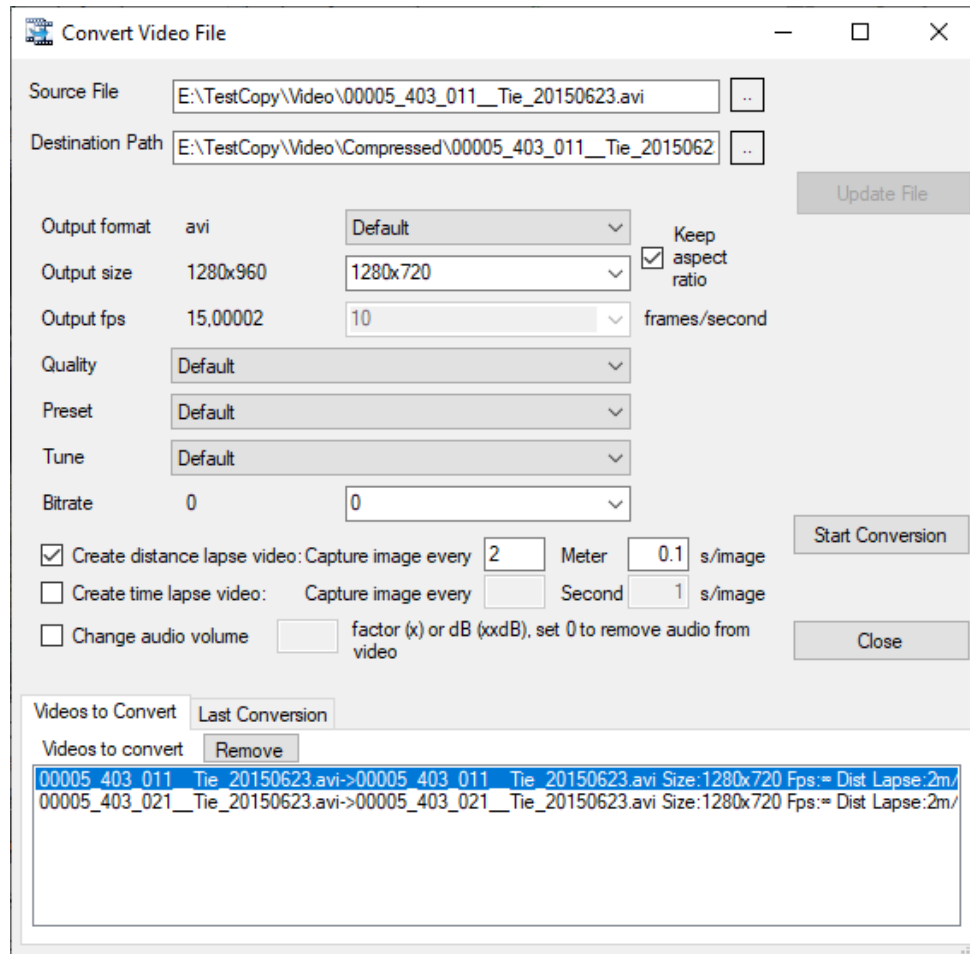 Convert Video File
Source File E:\TestCopy\Video\00005_403_011__Tie_20150623.avi ..
Destination Path E:\TestCopy\Video\Compressed\00005_403_011__Tie_2015062 ..
Update File
Output format avi Default
Keep aspect ratio
Output size 1280x960 1280x720
Output fps 15,00002 10 frames/second
Quality Default
Preset Default
Tune Default
Bitrate 0 0
Start Conversion
Create distance lapse video: Capture image every 2 Meter 0.1 s/image
Create time lapse video: Capture image every Second 1 s/image
Change audio volume factor (x) or dB (xxdB), set 0 to remove audio from
video
Close
Videos to Convert Last Conversion
Videos to convert Remove
00005_403_011__Tie_20150623.avi->00005_403_011__Tie_20150623.avi Size:1280x720 Fps:= Dist Lapse:2m/
00005_403_021__Tie_20150623.avi->00005_403_021__Tie_20150623.avi Size:1280x720 Fps:= Dist Lapse:2m/